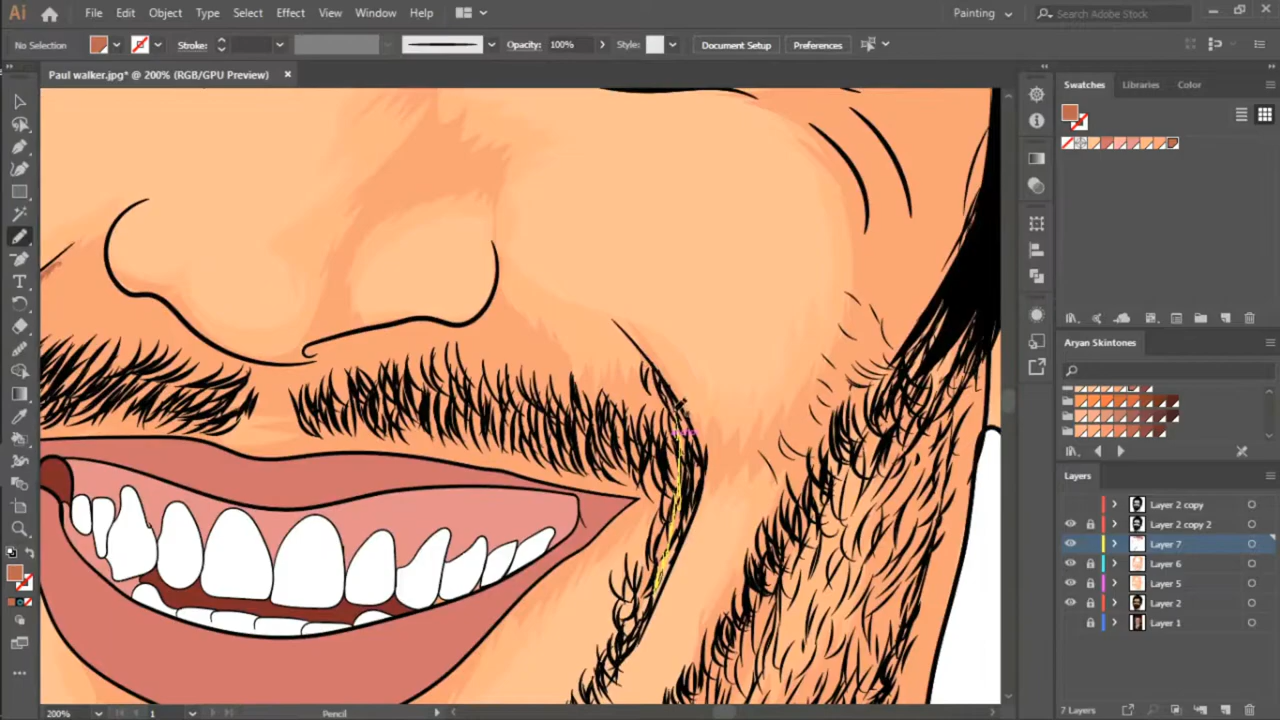 Ai File Edit Object Type Select Effect View Window Help Painting Search Adobe Stock
No Selection Stroke: Opacity: 100% Style: Document Setup Preferences
Paul walker.jpg* @ 200% (RGB/GPU Preview)
Swatches Libraries Color
Aryan Skintones
Layers
Layer 2 copy
Layer 2 copy 2
Layer 7
Layer 6
Layer 5
Layer 2
Layer 1
7 Layers
200% 1 Pencil